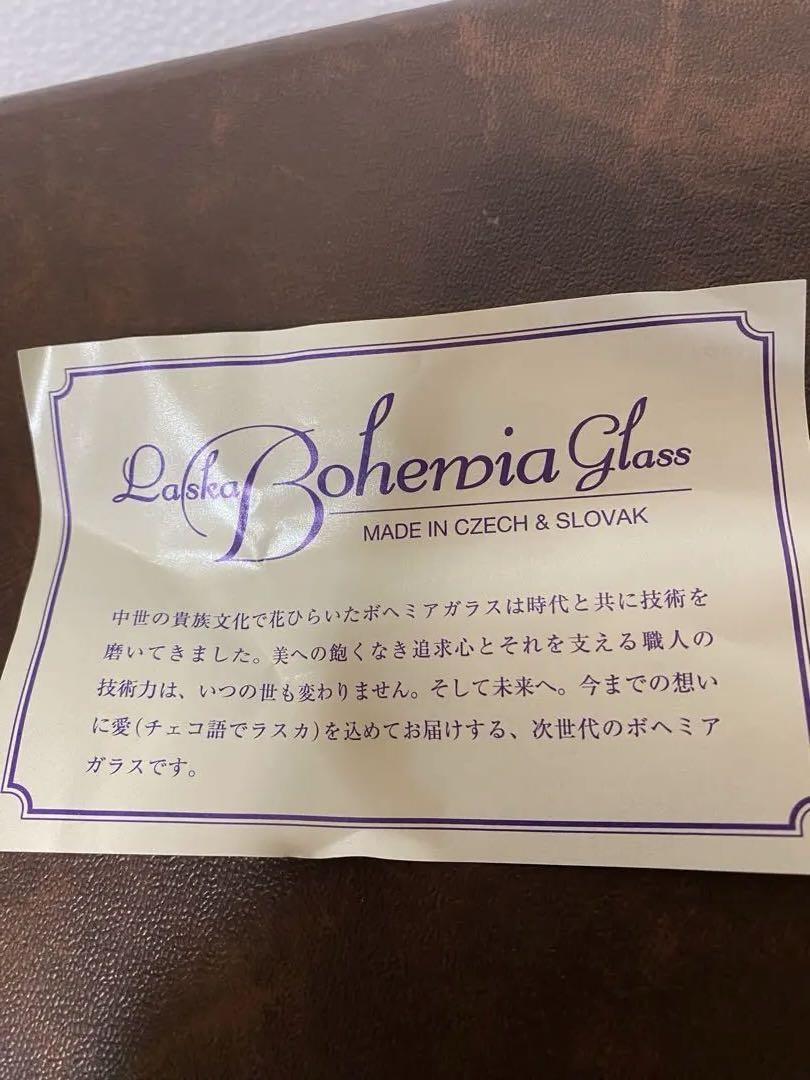 Laska Bohemia Glass
MADE IN CZECH & SLOVAK
中世の貴族文化で花ひらいたボヘミアガラスは時代と共に技術を
磨いてきました。美への飽くなき追求心とそれを支える職人の
技術力は、いつの世も変わりません。そして未来へ。今までの想い
に愛(チェコ語でラスカ)を込めてお届けする、次世代のボヘミア
ガラスです。